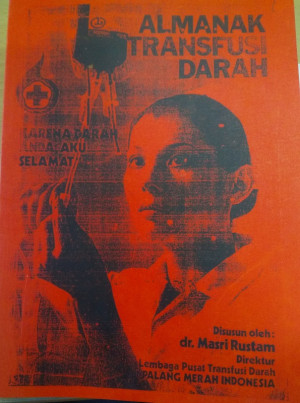 ALMANAK
TRANSFUSI
DARAH
KARENA DARAH
ANDA, AKU
SELAMAT
Disusun oleh:
dr. Masri Rustam
Direktur
Lembaga Pusat Transfusi Darah
PALANG MERAH INDONESIA